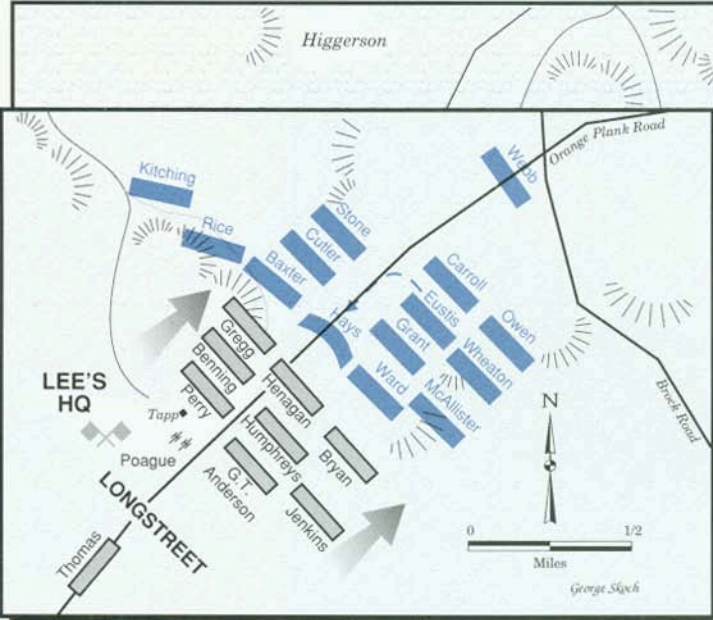 Higgerson
Orange Plank Road
Webb
Kitching
Rice
Stone
Cutler
Baxter
Carroll
Eustis
Owen
Hays
Grant
Wheaton
Ward
McAllister
Gregg
Benning
Perry
Henagan
LEE'S
HQ
Tapp
Poague
Humphreys
Bryan
G.T.
Anderson
Jenkins
LONGSTREET
Thomas
Brock Road
N
0
1/2
Miles
George Skoch